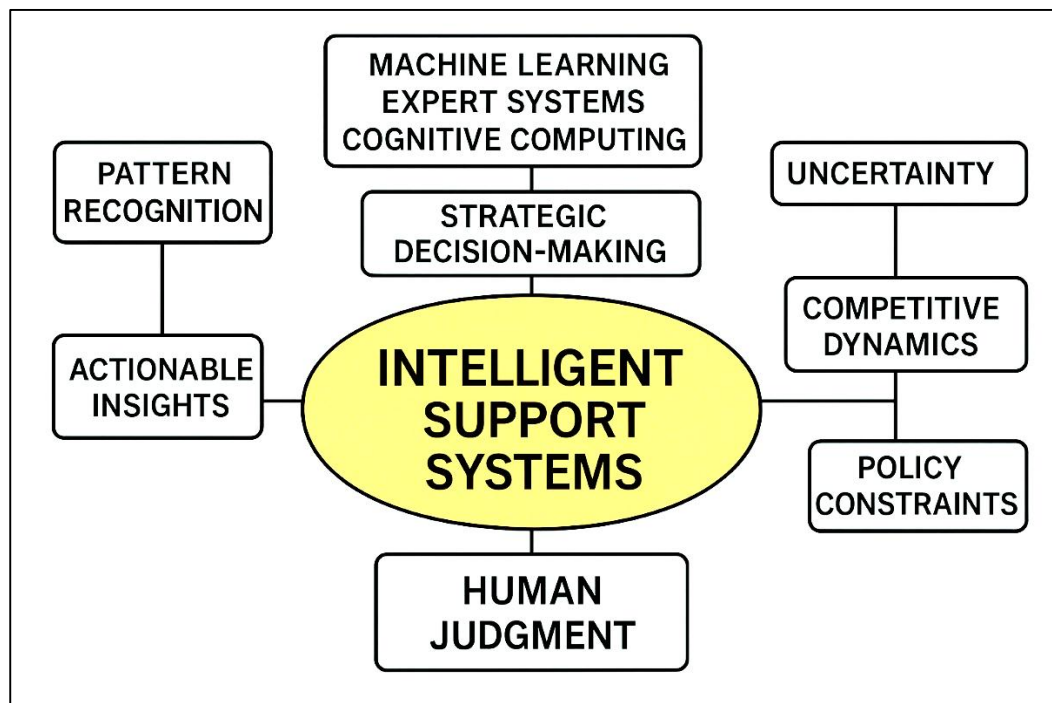 MACHINE LEARNING
EXPERT SYSTEMS
COGNITIVE COMPUTING
PATTERN
RECOGNITION
UNCERTAINTY
STRATEGIC
DECISION-MAKING
COMPETITIVE
DYNAMICS
ACTIONABLE
INSIGHTS
INTELLIGENT
SUPPORT
SYSTEMS
POLICY
CONSTRAINTS
HUMAN
JUDGMENT